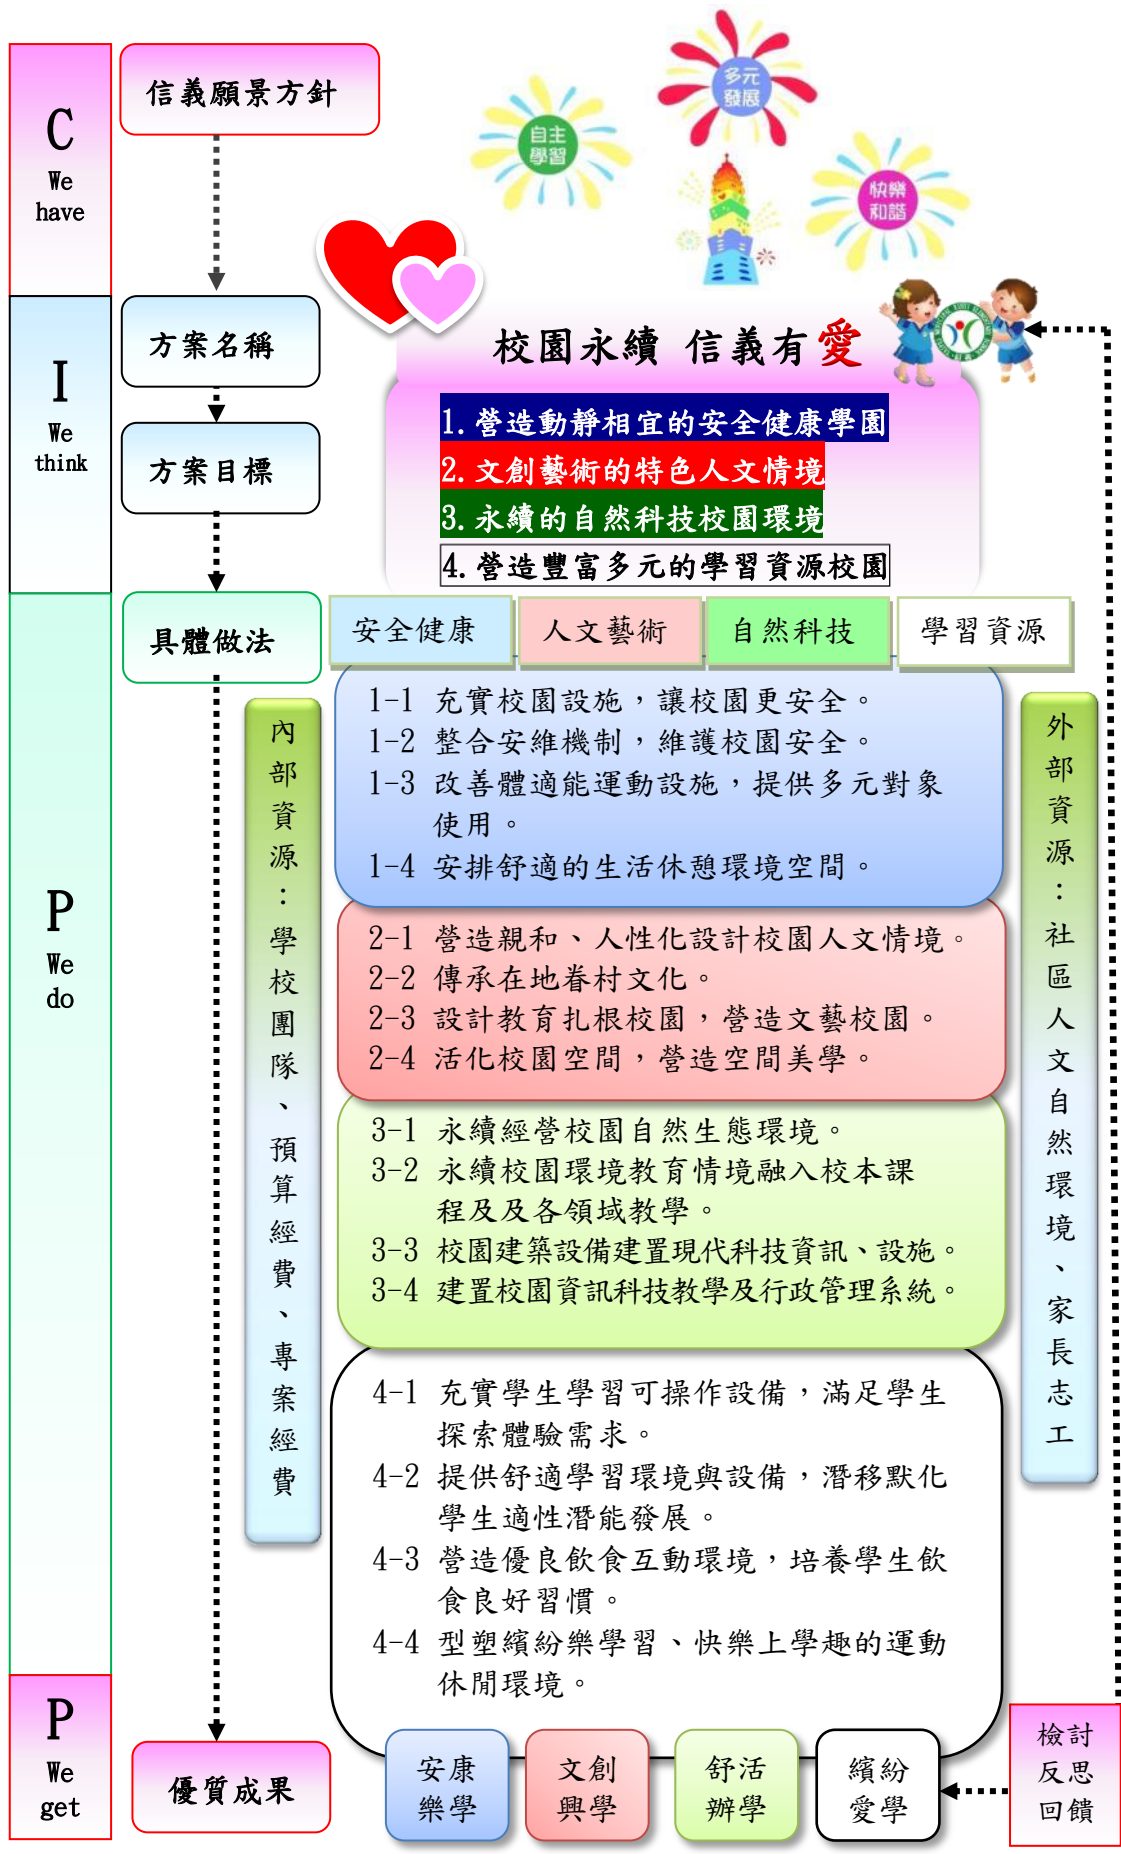 C
We
have
信義願景方針
多元
發展
自主
學習
快樂
和諧
I
We
think
方案名稱
校園永續 信義有愛
方案目標
1.營造動靜相宜的安全健康學園
2.文創藝術的特色人文情境
3.永續的自然科技校園環境
4.營造豐富多元的學習資源校園
P
We
do
具體做法
安全健康
人文藝術
自然科技
學習資源
內部資源：學校團隊、預算經費、專案經費
1-1 充實校園設施，讓校園更安全。
1-2 整合安維機制，維護校園安全。
1-3 改善體適能運動設施，提供多元對象
使用。
1-4 安排舒適的生活休憩環境空間。
2-1 營造親和、人性化設計校園人文情境。
2-2 傳承在地眷村文化。
2-3 設計教育扎根校園，營造文藝校園。
2-4 活化校園空間，營造空間美學。
3-1 永續經營校園自然生態環境。
3-2 永續校園環境教育情境融入校本課
程及及各領域教學。
3-3 校園建築設備建置現代科技資訊、設施。
3-4 建置校園資訊科技教學及行政管理系統。
4-1 充實學生學習可操作設備，滿足學生
探索體驗需求。
4-2 提供舒適學習環境與設備，潛移默化
學生適性潛能發展。
4-3 營造優良飲食互動環境，培養學生飲
食良好習慣。
4-4 型塑繽紛樂學習、快樂上學趣的運動
休閒環境。
外部資源：社區人文自然環境、家長志工
P
We
get
優質成果
安康
樂學
文創
興學
舒活
辦學
繽紛
愛學
檢討
反思
回饋